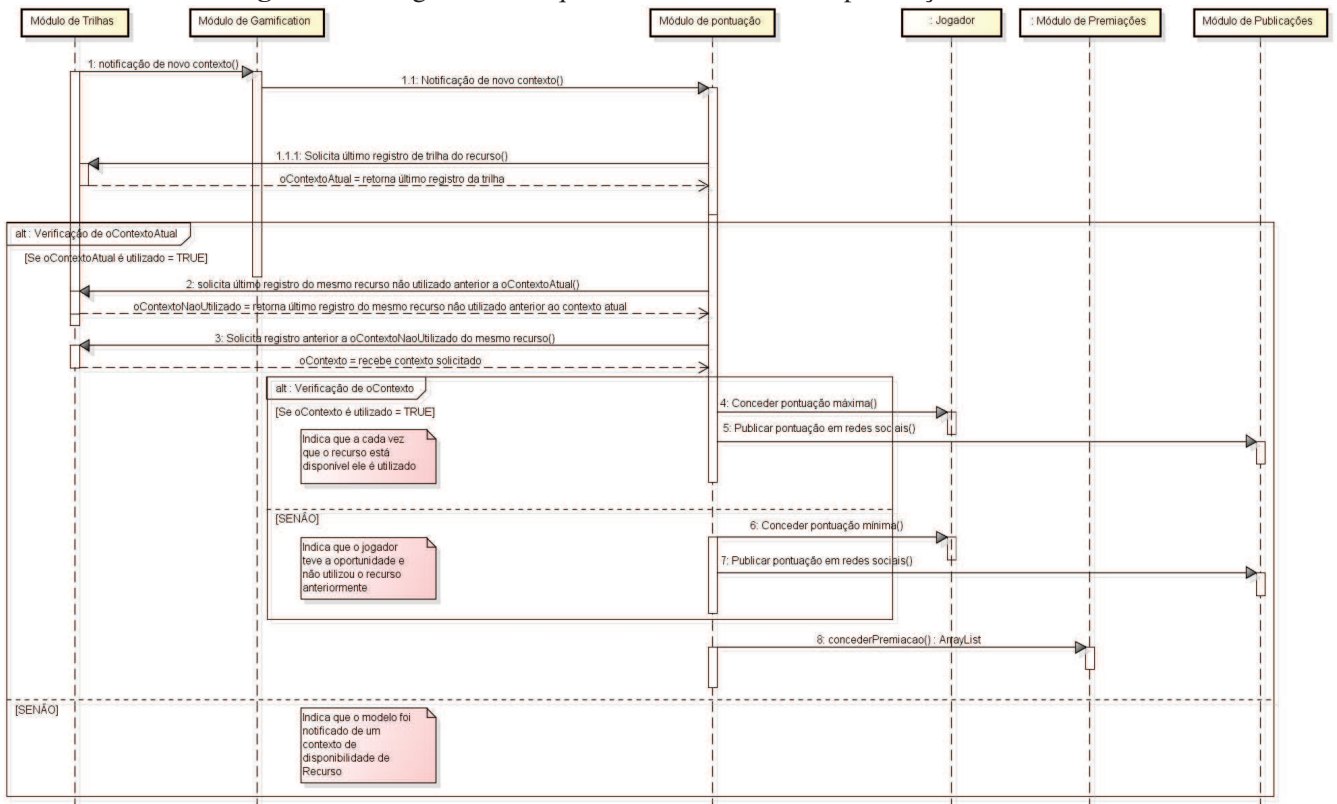 Módulo de Trilhas
Módulo de Gamification
Módulo de pontuação
: Jogador
: Módulo de Premiações
Módulo de Publicações
1: notificação de novo contexto()
1.1: Notificação de novo contexto()
1.1.1: Solicita último registro de trilha do recurso()
oContextoAtual = retorna último registro da trilha
alt : Verificação de oContextoAtual
[Se oContextoAtual é utilizado = TRUE]
2: solicita último registro do mesmo recurso não utilizado anterior a oContextoAtual()
oContextoNaoUtilizado = retorna último registro do mesmo recurso não utilizado anterior ao contexto atual
3: Solicita registro anterior a oContextoNaoUtilizado do mesmo recurso()
oContexto = recebe contexto solicitado
alt : Verificação de oContexto
[Se oContexto é utilizado = TRUE]
4: Conceder pontuação máxima()
5: Publicar pontuação em redes sociais()
Indica que a cada vez
que o recurso está
disponível ele é utilizado
[SENÃO]
6: Conceder pontuação mínima()
Indica que o jogador
teve a oportunidade e
não utilizou o recurso
anteriormente
7: Publicar pontuação em redes sociais()
8: concederPremiacao() : ArrayList
[SENÃO]
Indica que o modelo foi
notificado de um
contexto de
disponibilidade de
Recurso